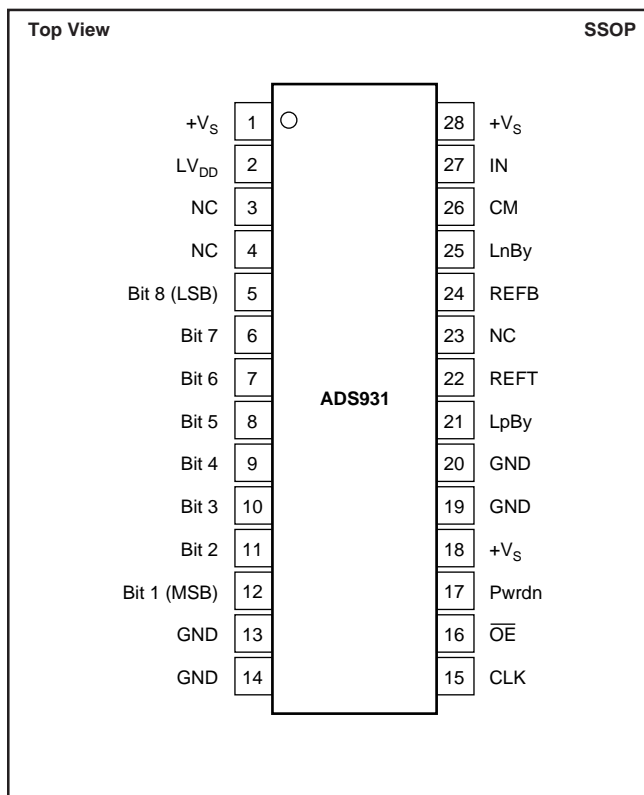 Top View SSOP
+VS 1 28 +VS
LVDD 2 27 IN
NC 3 26 CM
NC 4 25 LnBy
Bit 8 (LSB) 5 24 REFB
Bit 7 6 23 NC
Bit 6 7 22 REFT
ADS931
Bit 5 8 21 LpBy
Bit 4 9 20 GND
Bit 3 10 19 GND
Bit 2 11 18 +VS
Bit 1 (MSB) 12 17 Pwrdn
GND 13 16 O̅E̅
GND 14 15 CLK